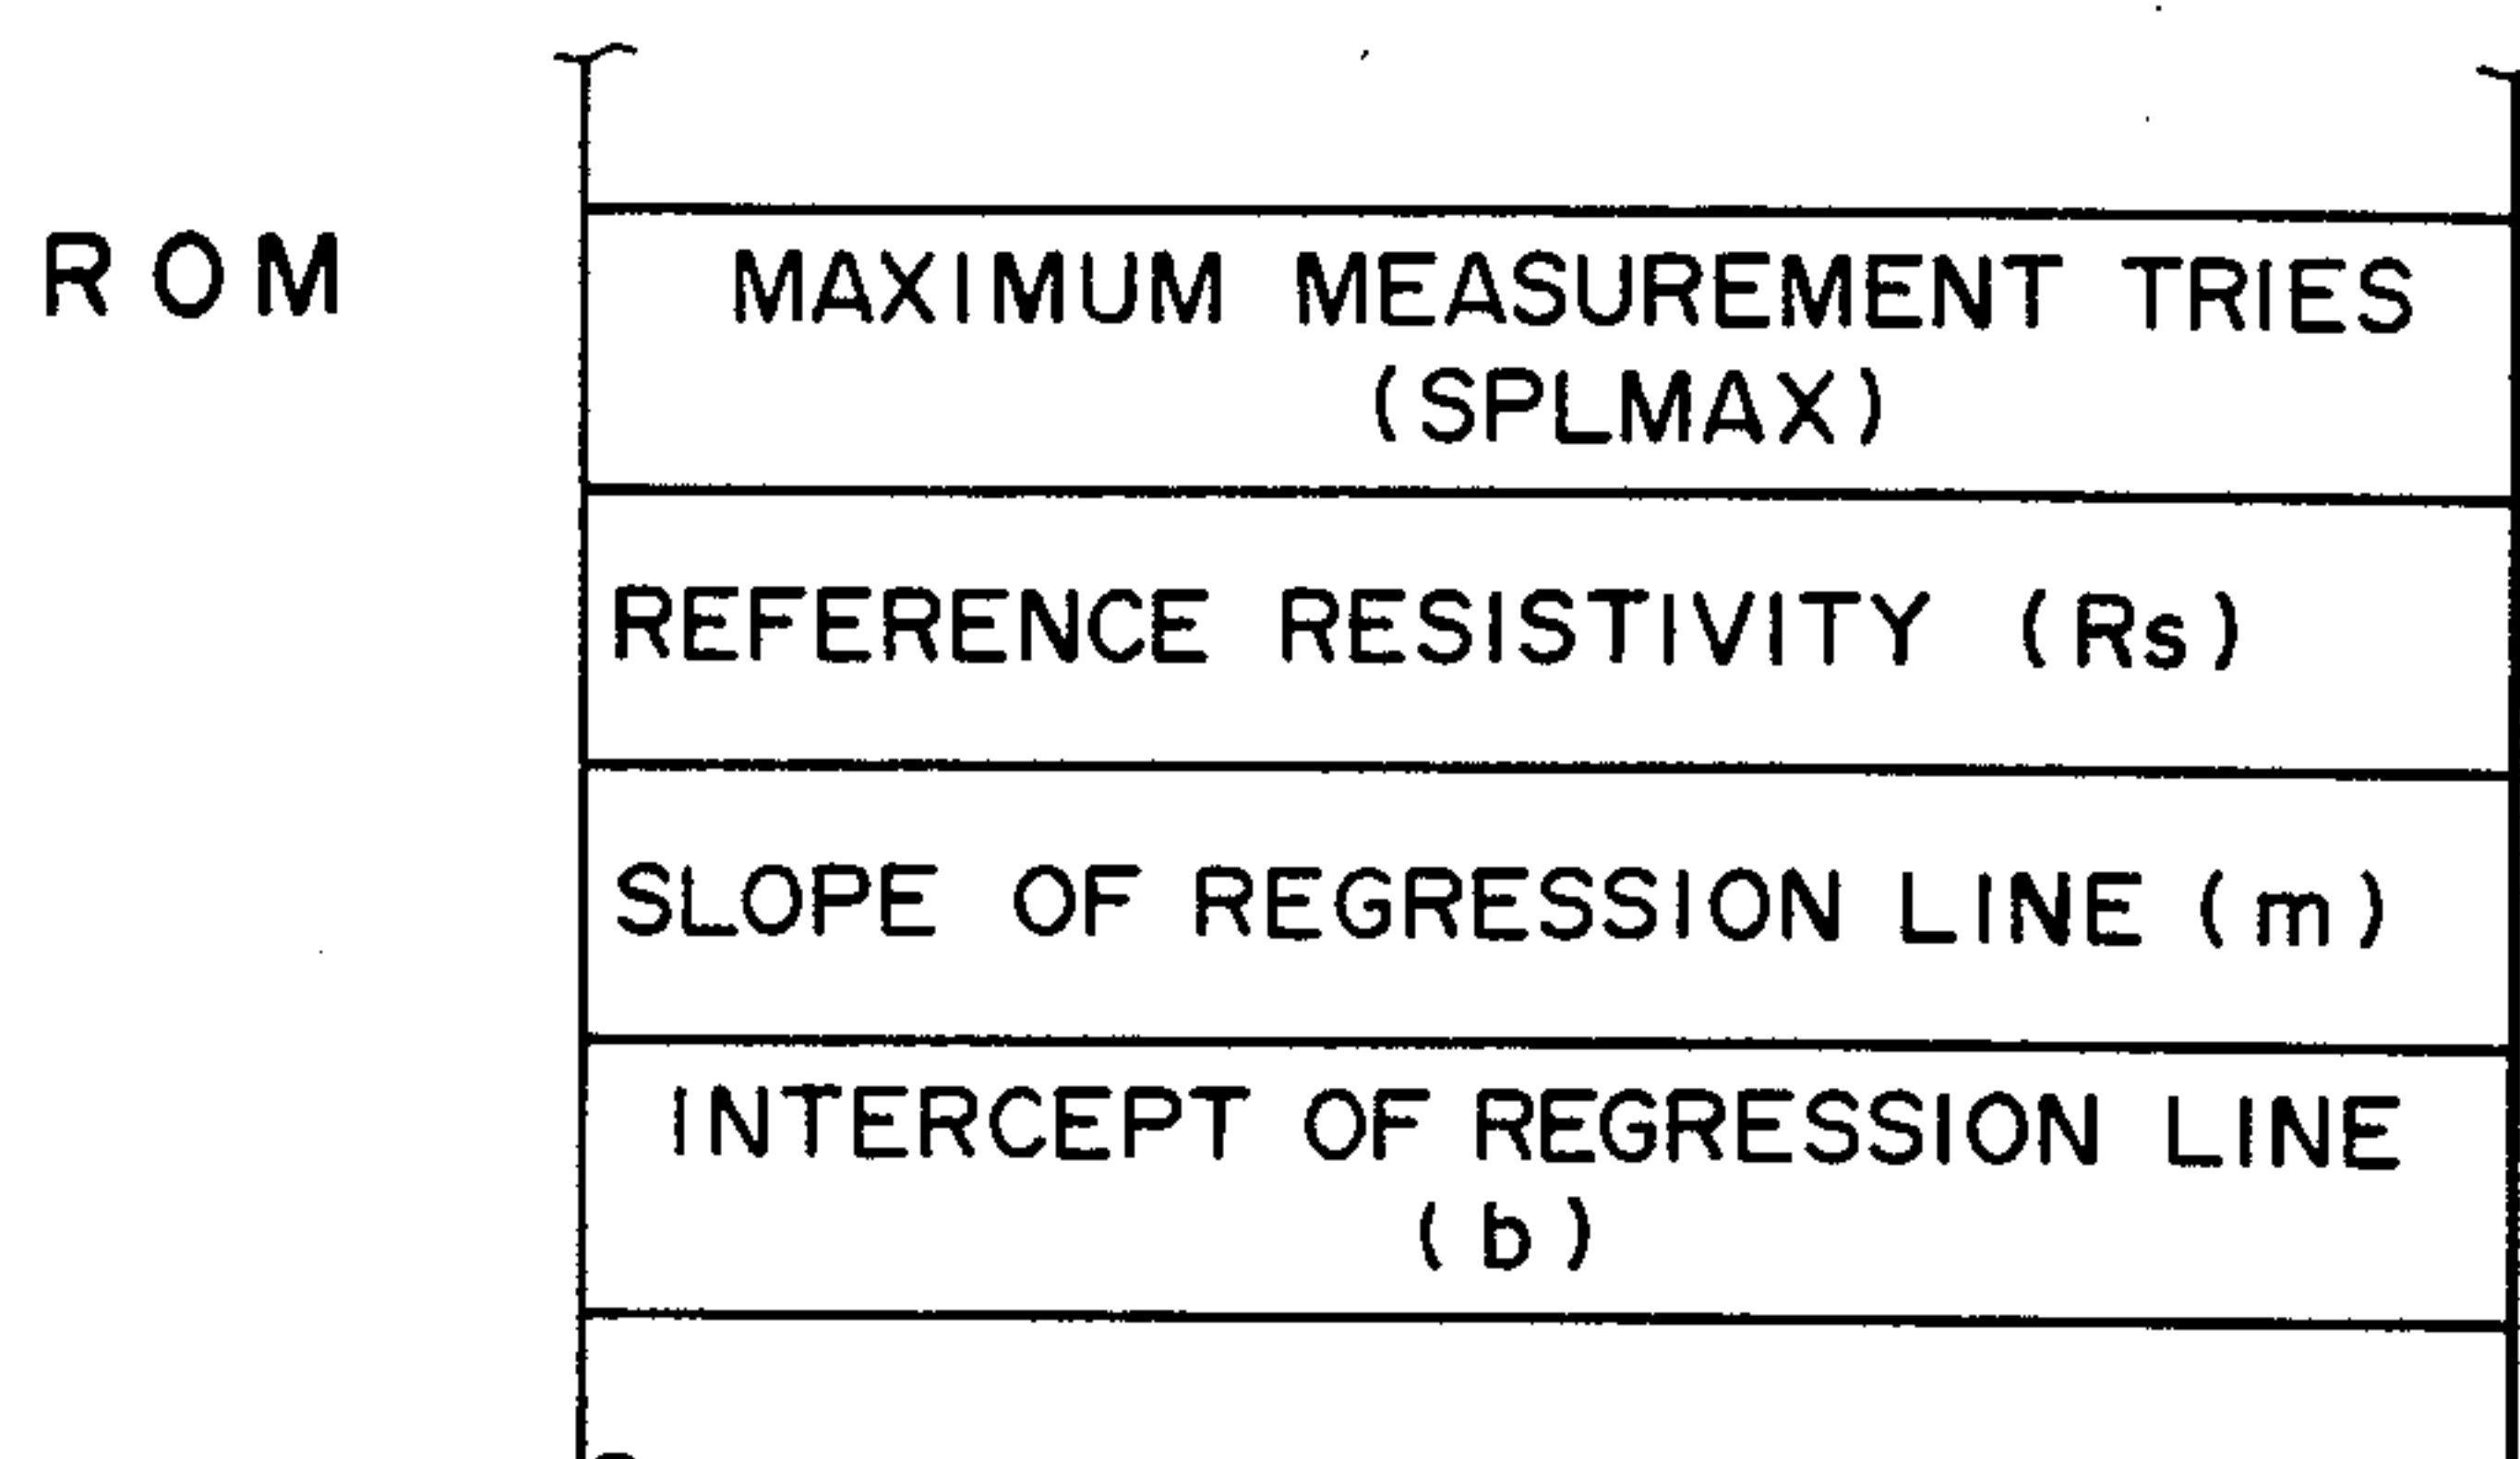 ROM
MAXIMUM MEASUREMENT TRIES
(SPLMAX)
REFERENCE RESISTIVITY (Rs)
SLOPE OF REGRESSION LINE (m)
INTERCEPT OF REGRESSION LINE
(b)